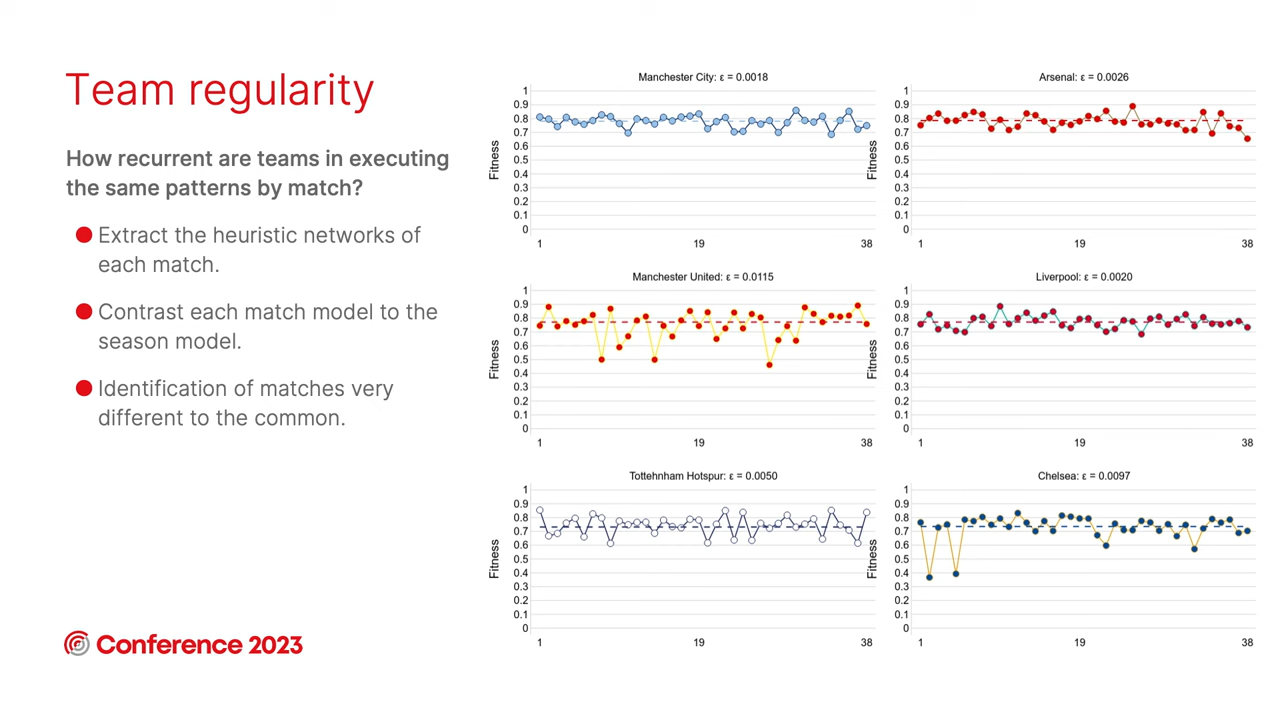 Team regularity
How recurrent are teams in executing
the same patterns by match?
Extract the heuristic networks of
each match.
Contrast each match model to the
season model.
Identification of matches very
different to the common.
Conference 2023
Manchester City: ε = 0.0018
Fitness
1
0.9
0.8
0.7
0.6
0.5
0.4
0.3
0.2
0.1
0
1 19 38
Arsenal: ε = 0.0026
Fitness
1
0.9
0.8
0.7
0.6
0.5
0.4
0.3
0.2
0.1
0
1 19 38
Manchester United: ε = 0.0115
Fitness
1
0.9
0.8
0.7
0.6
0.5
0.4
0.3
0.2
0.1
0
1 19 38
Liverpool: ε = 0.0020
Fitness
1
0.9
0.8
0.7
0.6
0.5
0.4
0.3
0.2
0.1
0
1 19 38
Tottehnham Hotspur: ε = 0.0050
Fitness
1
0.9
0.8
0.7
0.6
0.5
0.4
0.3
0.2
0.1
0
1 19 38
Chelsea: ε = 0.0097
Fitness
1
0.9
0.8
0.7
0.6
0.5
0.4
0.3
0.2
0.1
0
1 19 38